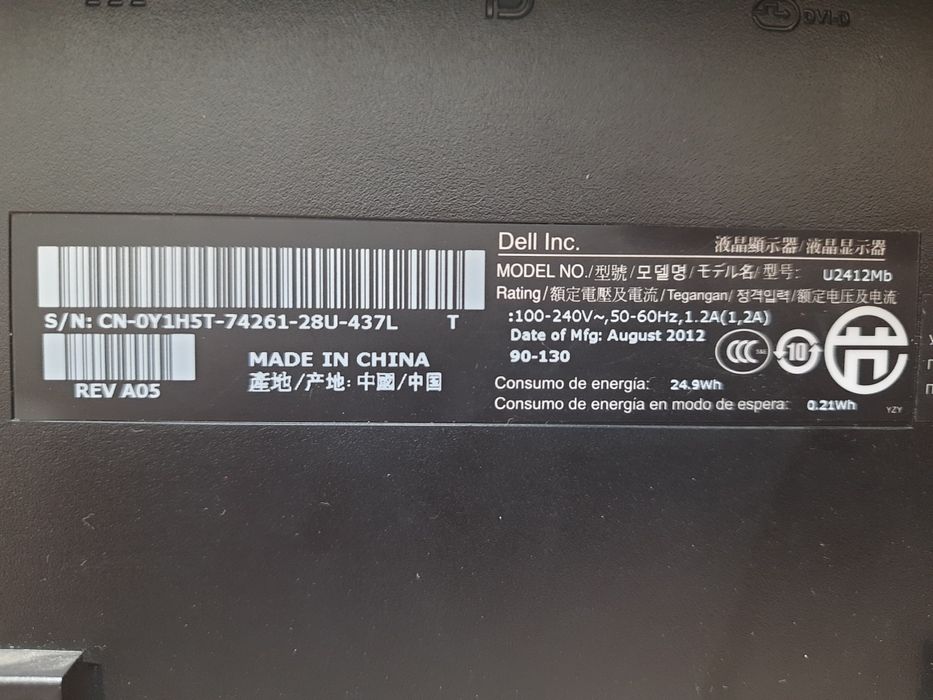 DVI-D
Dell Inc. 液晶顯示器/液晶显示器
MODEL NO./型號/모델명/モデル名/型号: U2412Mb
Rating/額定電壓及電流/Tegangan/정격입력/额定电压及电流
:100-240V~,50-60Hz,1.2A(1,2A)
Date of Mfg: August 2012
90-130
Consumo de energía: 24.9Wh
Consumo de energía en modo de espera: 0.21Wh
S/N: CN-0Y1H5T-74261-28U-437L T
REV A05
MADE IN CHINA
產地/产地: 中國/中国
CCC
10
YZY